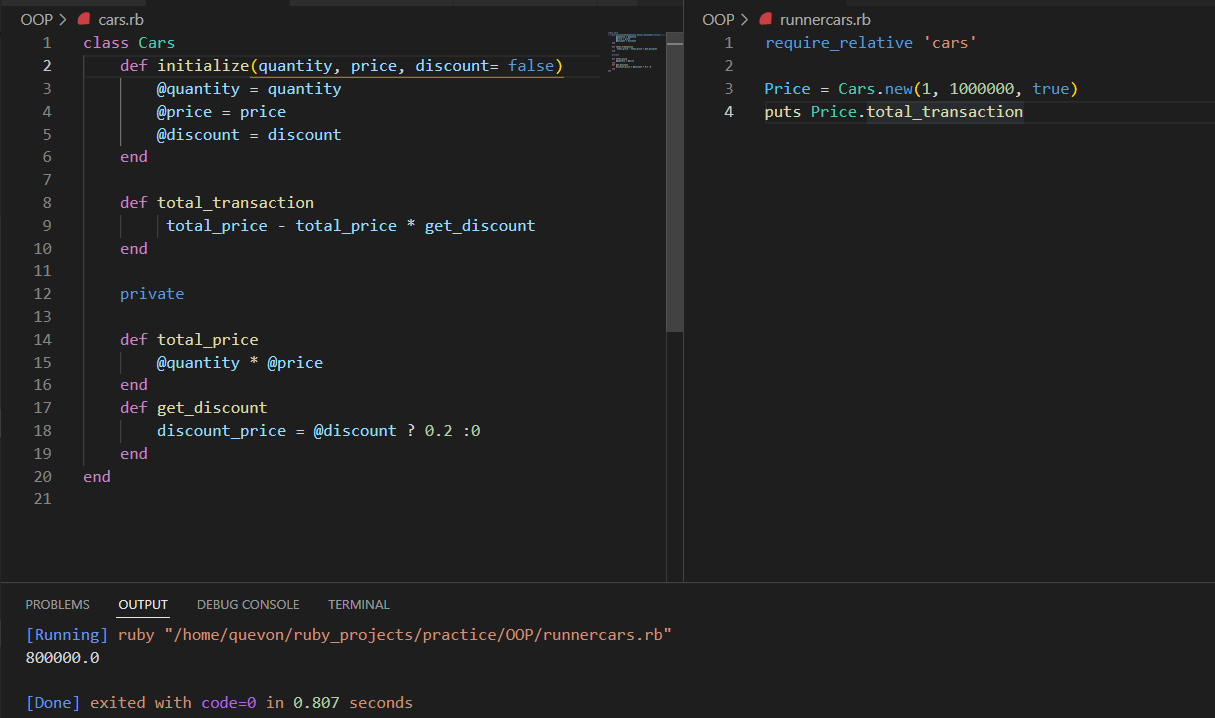 OOP > cars.rb
1 class Cars
2     def initialize(quantity, price, discount= false)
3         @quantity = quantity
4         @price = price
5         @discount = discount
6     end
7
8     def total_transaction
9          total_price - total_price * get_discount
10     end
11
12     private
13
14     def total_price
15         @quantity * @price
16     end
17     def get_discount
18         discount_price = @discount ? 0.2 :0
19     end
20 end
21
OOP > runnercars.rb
1 require_relative 'cars'
2
3 Price = Cars.new(1, 1000000, true)
4 puts Price.total_transaction
PROBLEMS OUTPUT DEBUG CONSOLE TERMINAL
[Running] ruby "/home/quevon/ruby_projects/practice/OOP/runnercars.rb"
800000.0
[Done] exited with code=0 in 0.807 seconds